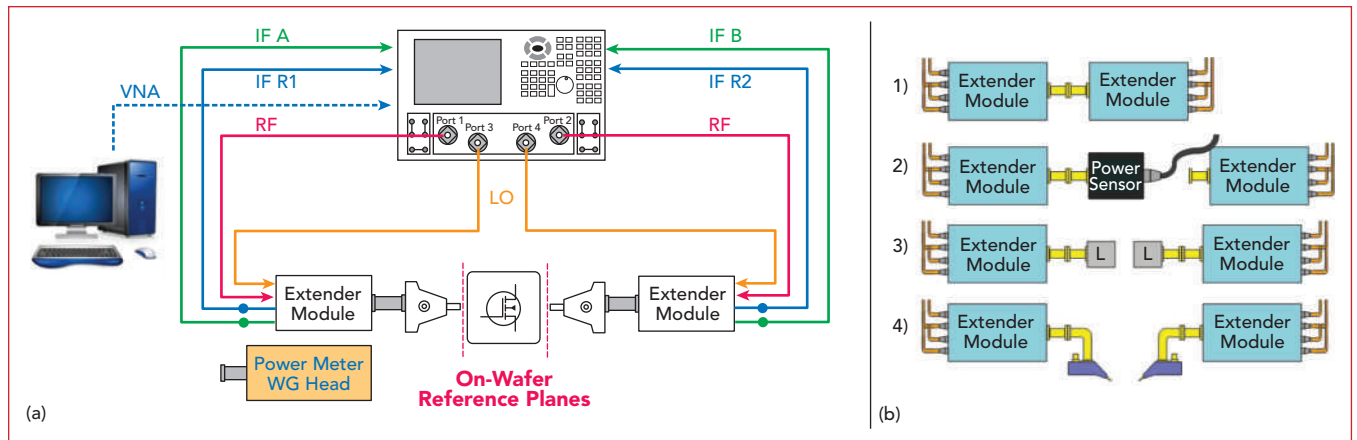 IF A
IF B
IF R1
IF R2
VNA
RF
Port 1
Port 3
Port 4
Port 2
RF
LO
Extender
Module
Extender
Module
Power Meter
WG Head
On-Wafer
Reference Planes
(a)
1)
Extender
Module
Extender
Module
2)
Extender
Module
Power
Sensor
Extender
Module
3)
Extender
Module
L
L
Extender
Module
4)
Extender
Module
Extender
Module
(b)